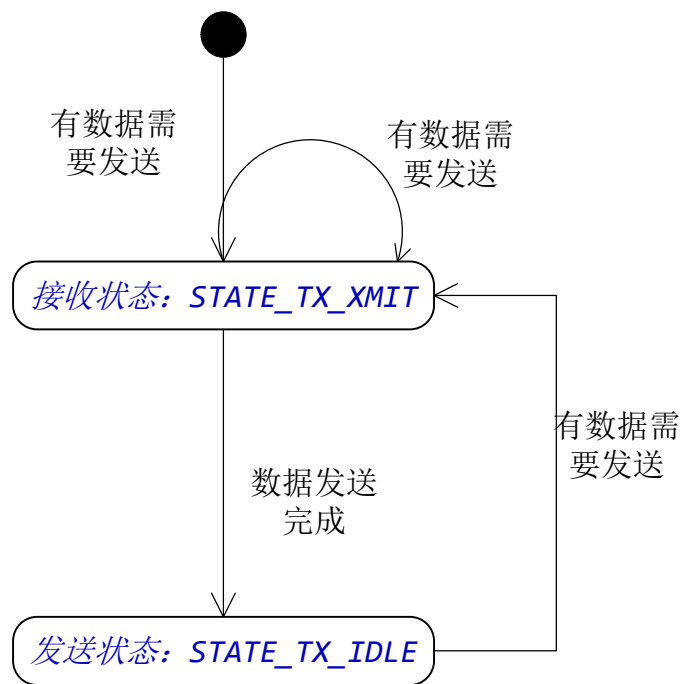 有数据需
要发送
有数据需
要发送
接收状态：STATE_TX_XMIT
有数据需
要发送
数据发送
完成
发送状态：STATE_TX_IDLE